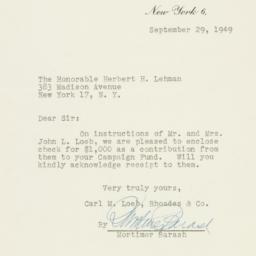 New York 6,
September 29, 1949
The Honorable Herbert H. Lehman
383 Madison Avenue
New York 17, N. Y.
Dear Sir:
On instructions of Mr. and Mrs.
John L. Loeb, we are pleased to enclose
check for $1,000 as a contribution from
them to your Campaign Fund. Will you
kindly acknowledge receipt to them.
Very truly yours,
Carl M. Loeb, Rhoades & Co.
By Mortimer Barash
Mortimer Barash